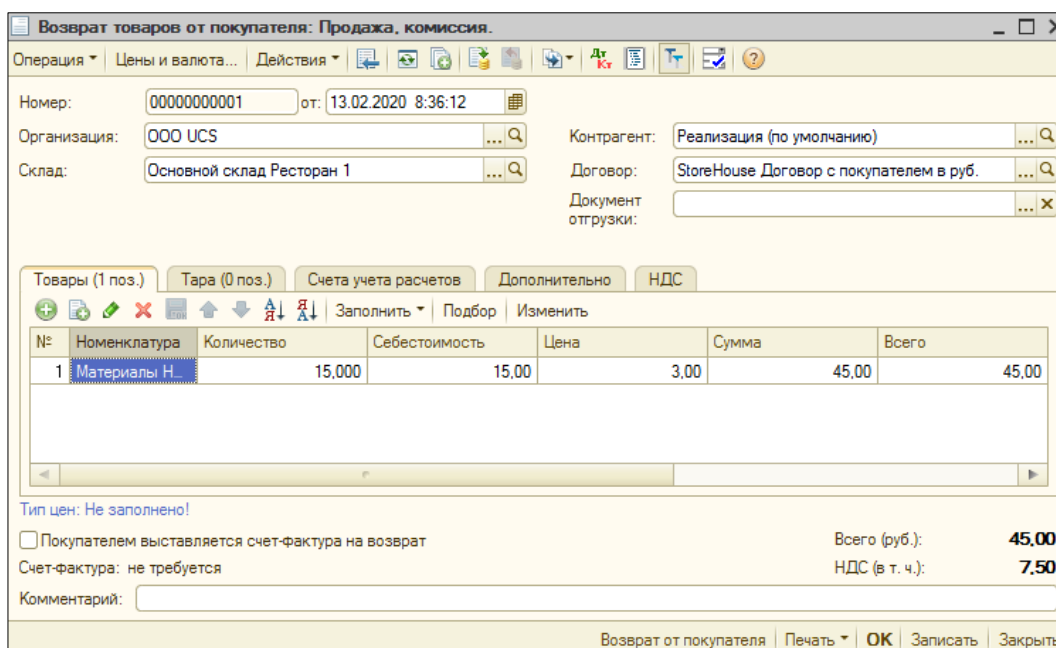 Возврат товаров от покупателя: Продажа, комиссия.
Операция Цены и валюта... Действия Дт Кт
Номер: 00000000001 от: 13.02.2020 8:36:12
Организация: ООО UCS ... Контрагент: Реализация (по умолчанию) ...
Склад: Основной склад Ресторан 1 ... Договор: StoreHouse Договор с покупателем в руб. ...
Документ отгрузки: ...
Товары (1 поз.) Тара (0 поз.) Счета учета расчетов Дополнительно НДС
Заполнить Подбор Изменить
№ Номенклатура Количество Себестоимость Цена Сумма Всего
1 Материалы Н... 15,000 15,00 3,00 45,00 45,00
Тип цен: Не заполнено!
Покупателем выставляется счет-фактура на возврат Всего (руб.): 45,00
Счет-фактура: не требуется НДС (в т. ч.): 7,50
Комментарий:
Возврат от покупателя Печать OK Записать Закрыть